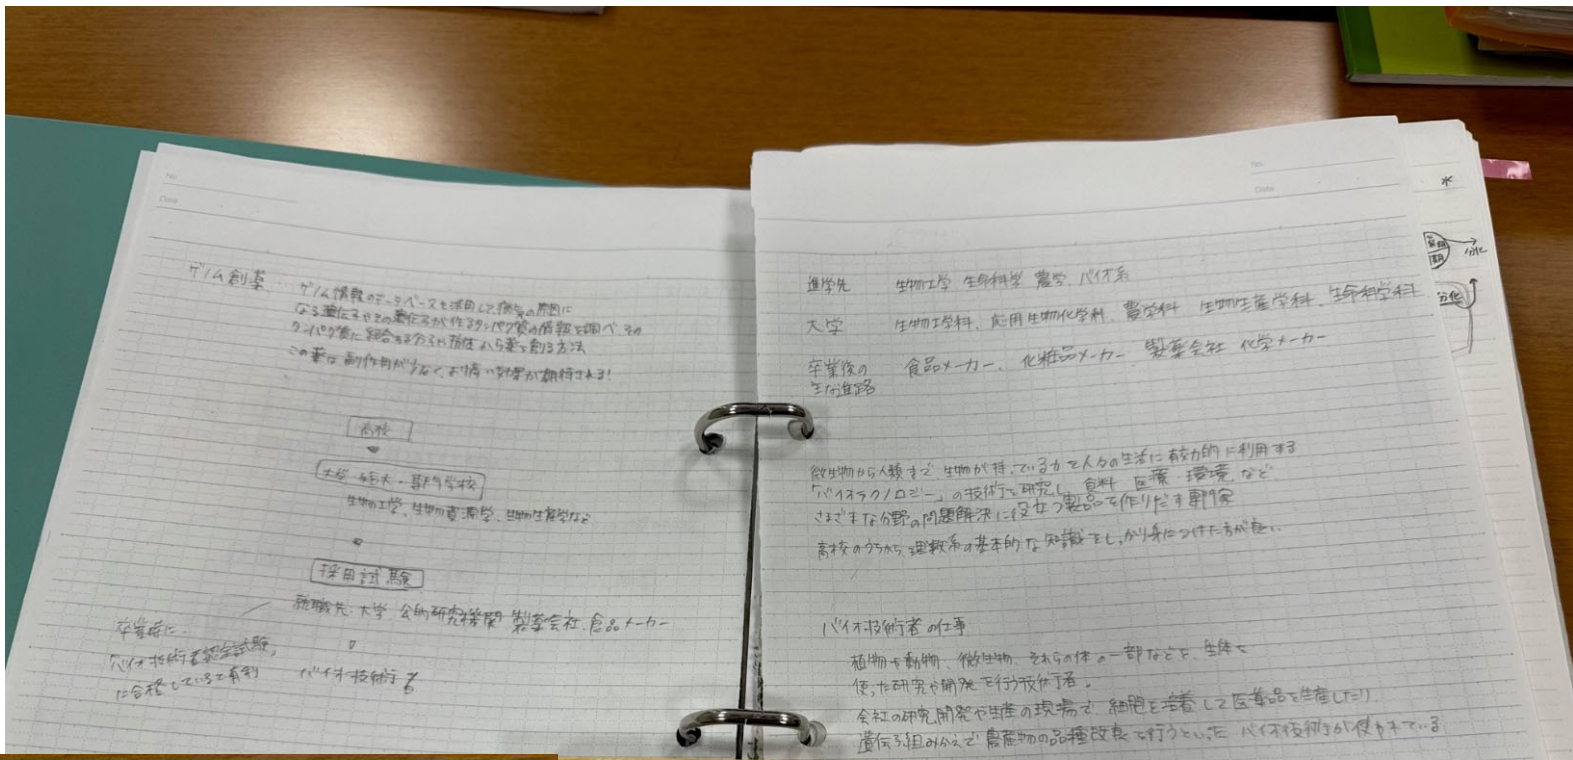 No.
Date
ゲノム創薬
ゲノム情報のデータベースを活用して病気の原因に
なる遺伝子やその遺伝子が作るタンパク質の情報を調べ、その
タンパク質に結合する分子や抗体から薬を創る方法
この薬は副作用が少なく、より高い効果が期待される!
高校
大学・短大・専門学校
生物工学、生物資源学、生物生産学など
採用試験
就職先:大学 公的研究機関 製薬会社、食品メーカー
卒業時に
「バイオ技術者認定試験」
に合格していると有利
バイオ技術者
No.
Date
進学先 生物工学 生命科学 農学 バイオ系
大学 生物工学科、応用生物化学科、農学科 生物生産学科、生命科学科
卒業後の 食品メーカー、化粧品メーカー 製薬会社 化学メーカー
主な進路
微生物から人類まで 生物が持っている力を人々の生活に有効的に利用する
「バイオテクノロジー」の技術を研究し、食料 医療・環境 など
さまざまな分野の問題解決に役立つ製品を作りだす専門家
高校のうちから、理数系の基本的な知識をしっかり身につけた方が良い
バイオ技術者の仕事
植物や動物、微生物、それらの体の一部などを、生体を
使った研究や開発を行う技術者。
会社の研究開発や生産の現場で、細胞を培養して医薬品を生産したり
遺伝子組みかえで農産物の品種改良を行うといった バイオ技術が使われている
水
分化
分化